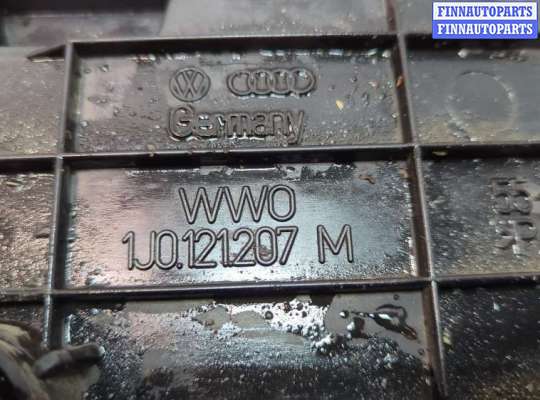 FINNAUTOPARTS
FINNAUTOPARTS
Germany
WWO
1J0.121.207 M